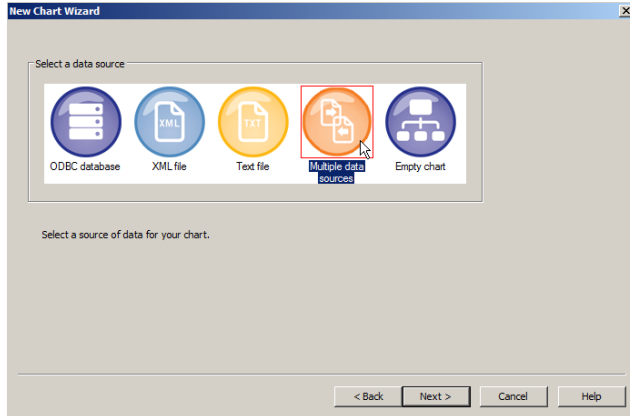 New Chart Wizard
Select a data source
XML
TXT
ODBC database
XML file
Text file
Multiple data
sources
Empty chart
Select a source of data for your chart.
< Back
Next >
Cancel
Help